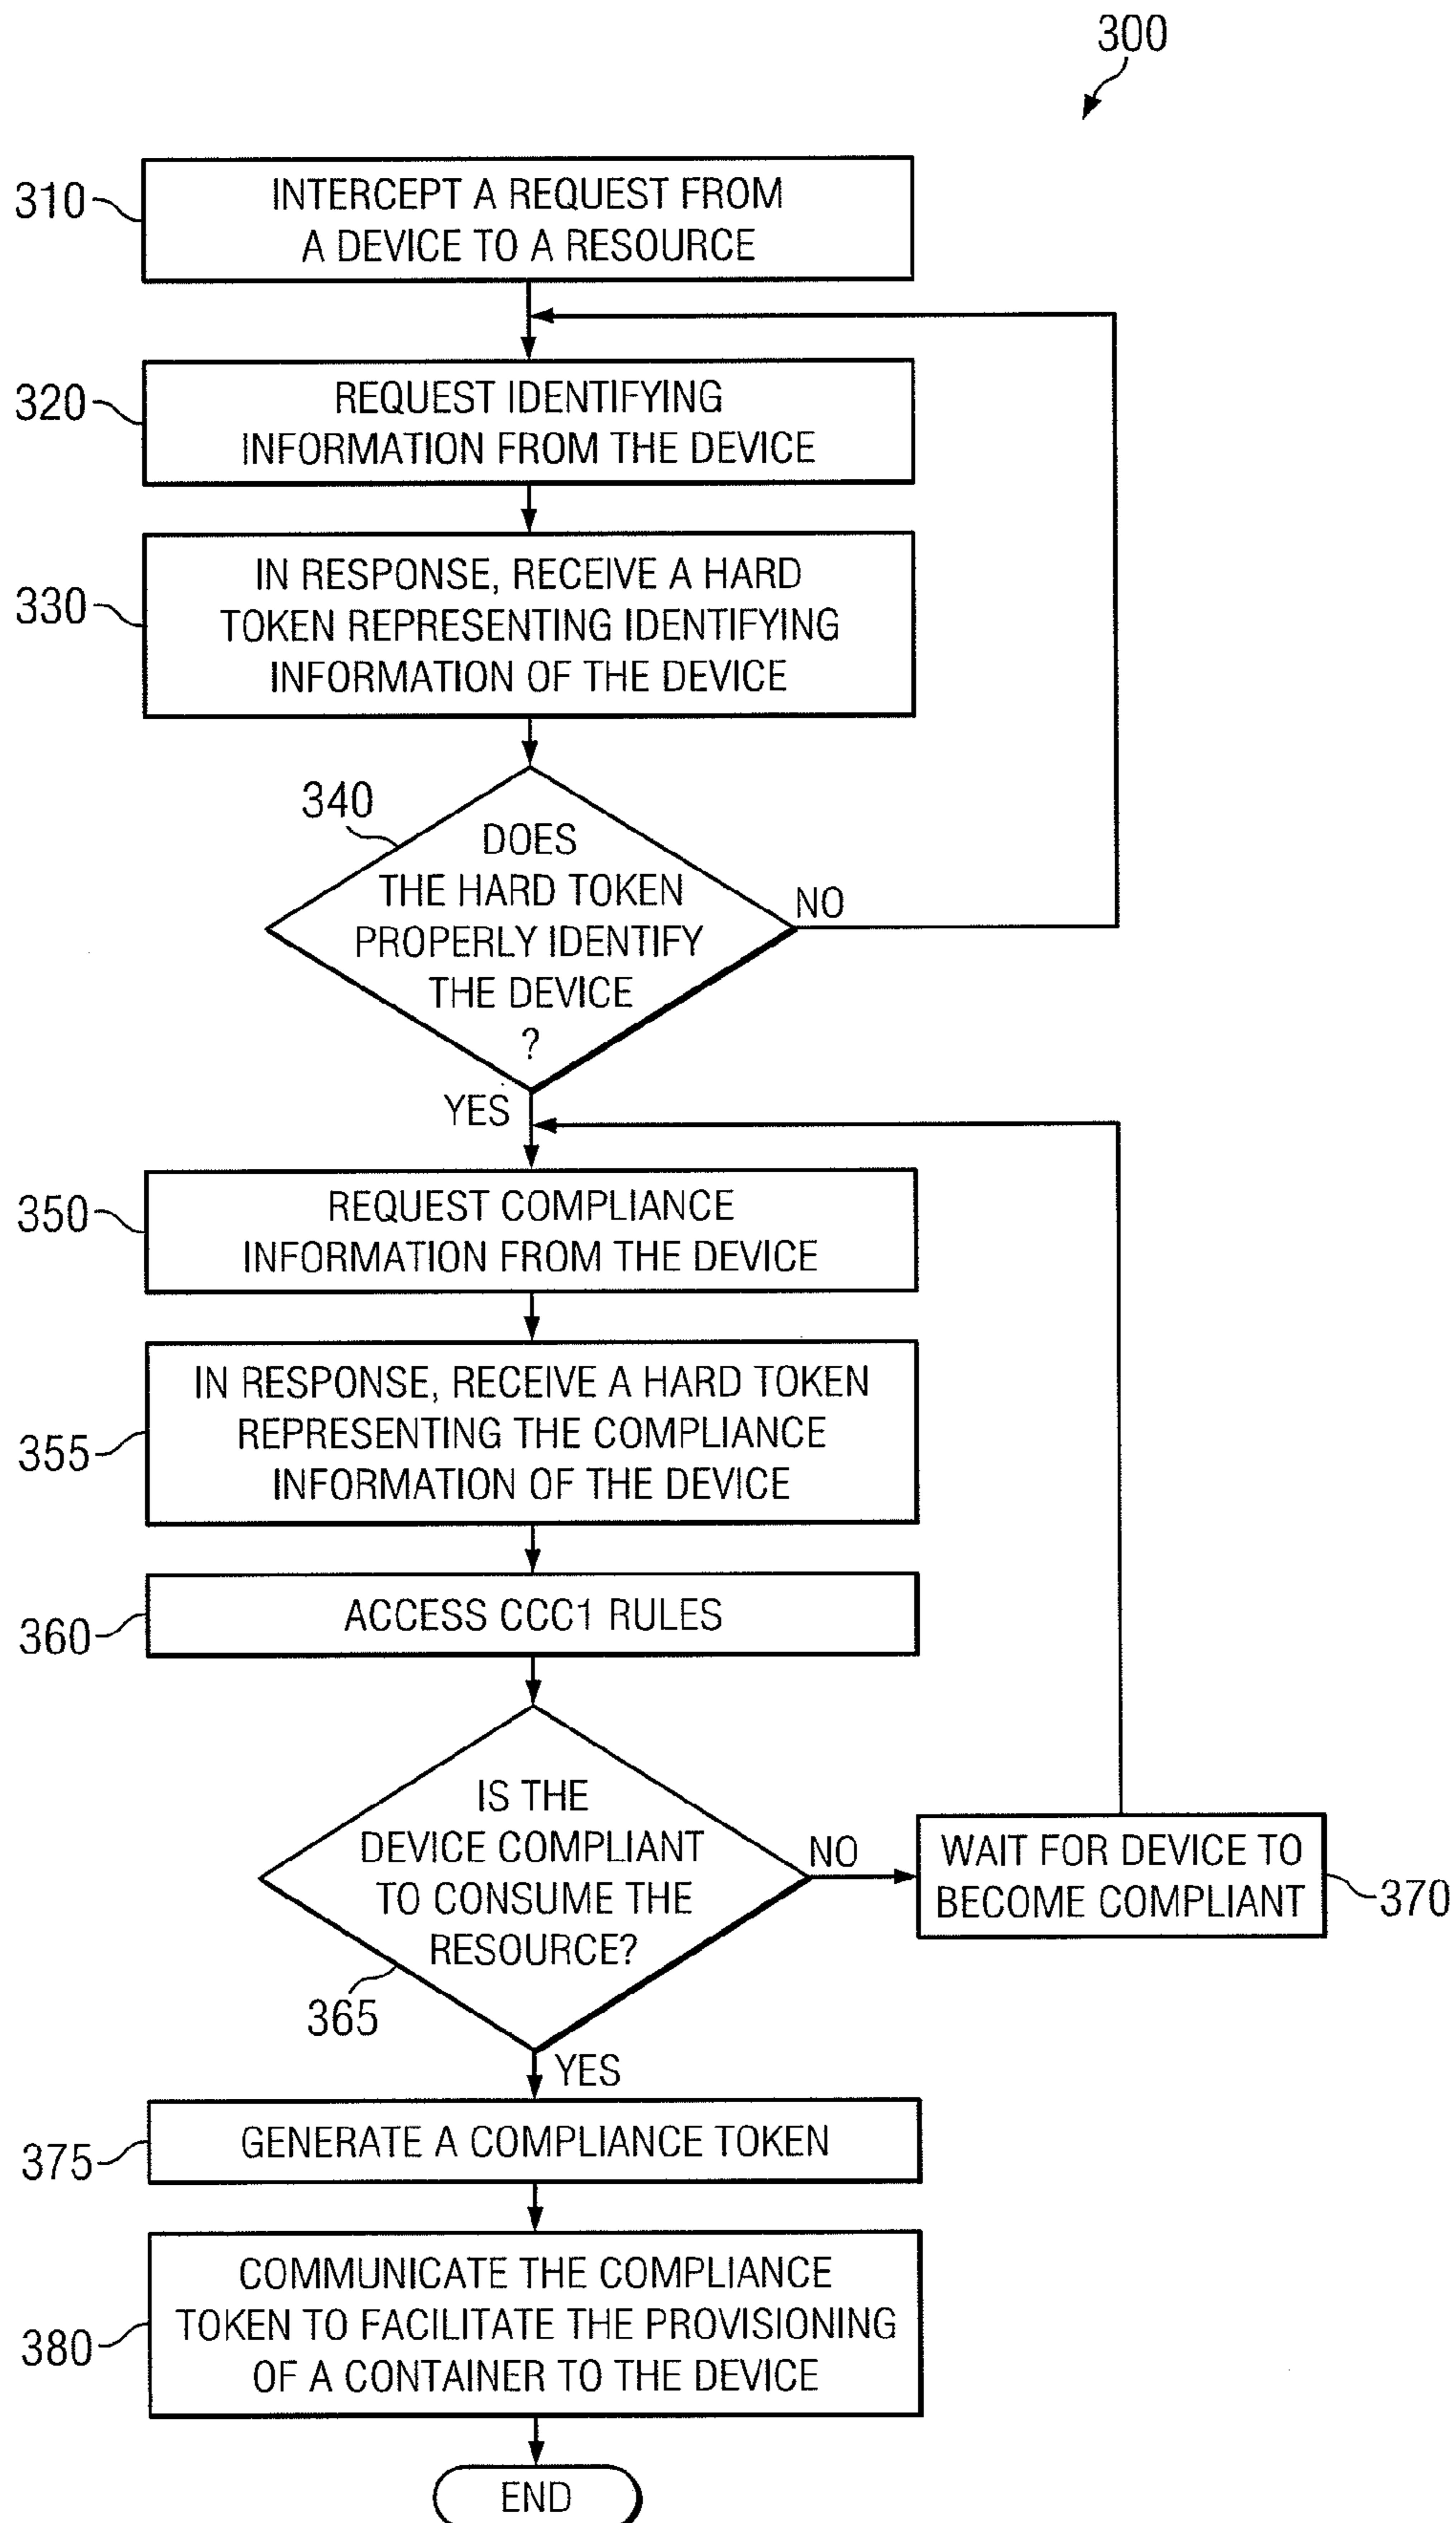 300
310
INTERCEPT A REQUEST FROM
A DEVICE TO A RESOURCE
320
REQUEST IDENTIFYING
INFORMATION FROM THE DEVICE
330
IN RESPONSE, RECEIVE A HARD
TOKEN REPRESENTING IDENTIFYING
INFORMATION OF THE DEVICE
340
DOES
THE HARD TOKEN
PROPERLY IDENTIFY
THE DEVICE
?
NO
YES
350
REQUEST COMPLIANCE
INFORMATION FROM THE DEVICE
355
IN RESPONSE, RECEIVE A HARD TOKEN
REPRESENTING THE COMPLIANCE
INFORMATION OF THE DEVICE
360
ACCESS CCC1 RULES
IS THE
DEVICE COMPLIANT
TO CONSUME THE
RESOURCE?
365
NO
WAIT FOR DEVICE TO
BECOME COMPLIANT
370
YES
375
GENERATE A COMPLIANCE TOKEN
380
COMMUNICATE THE COMPLIANCE
TOKEN TO FACILITATE THE PROVISIONING
OF A CONTAINER TO THE DEVICE
END